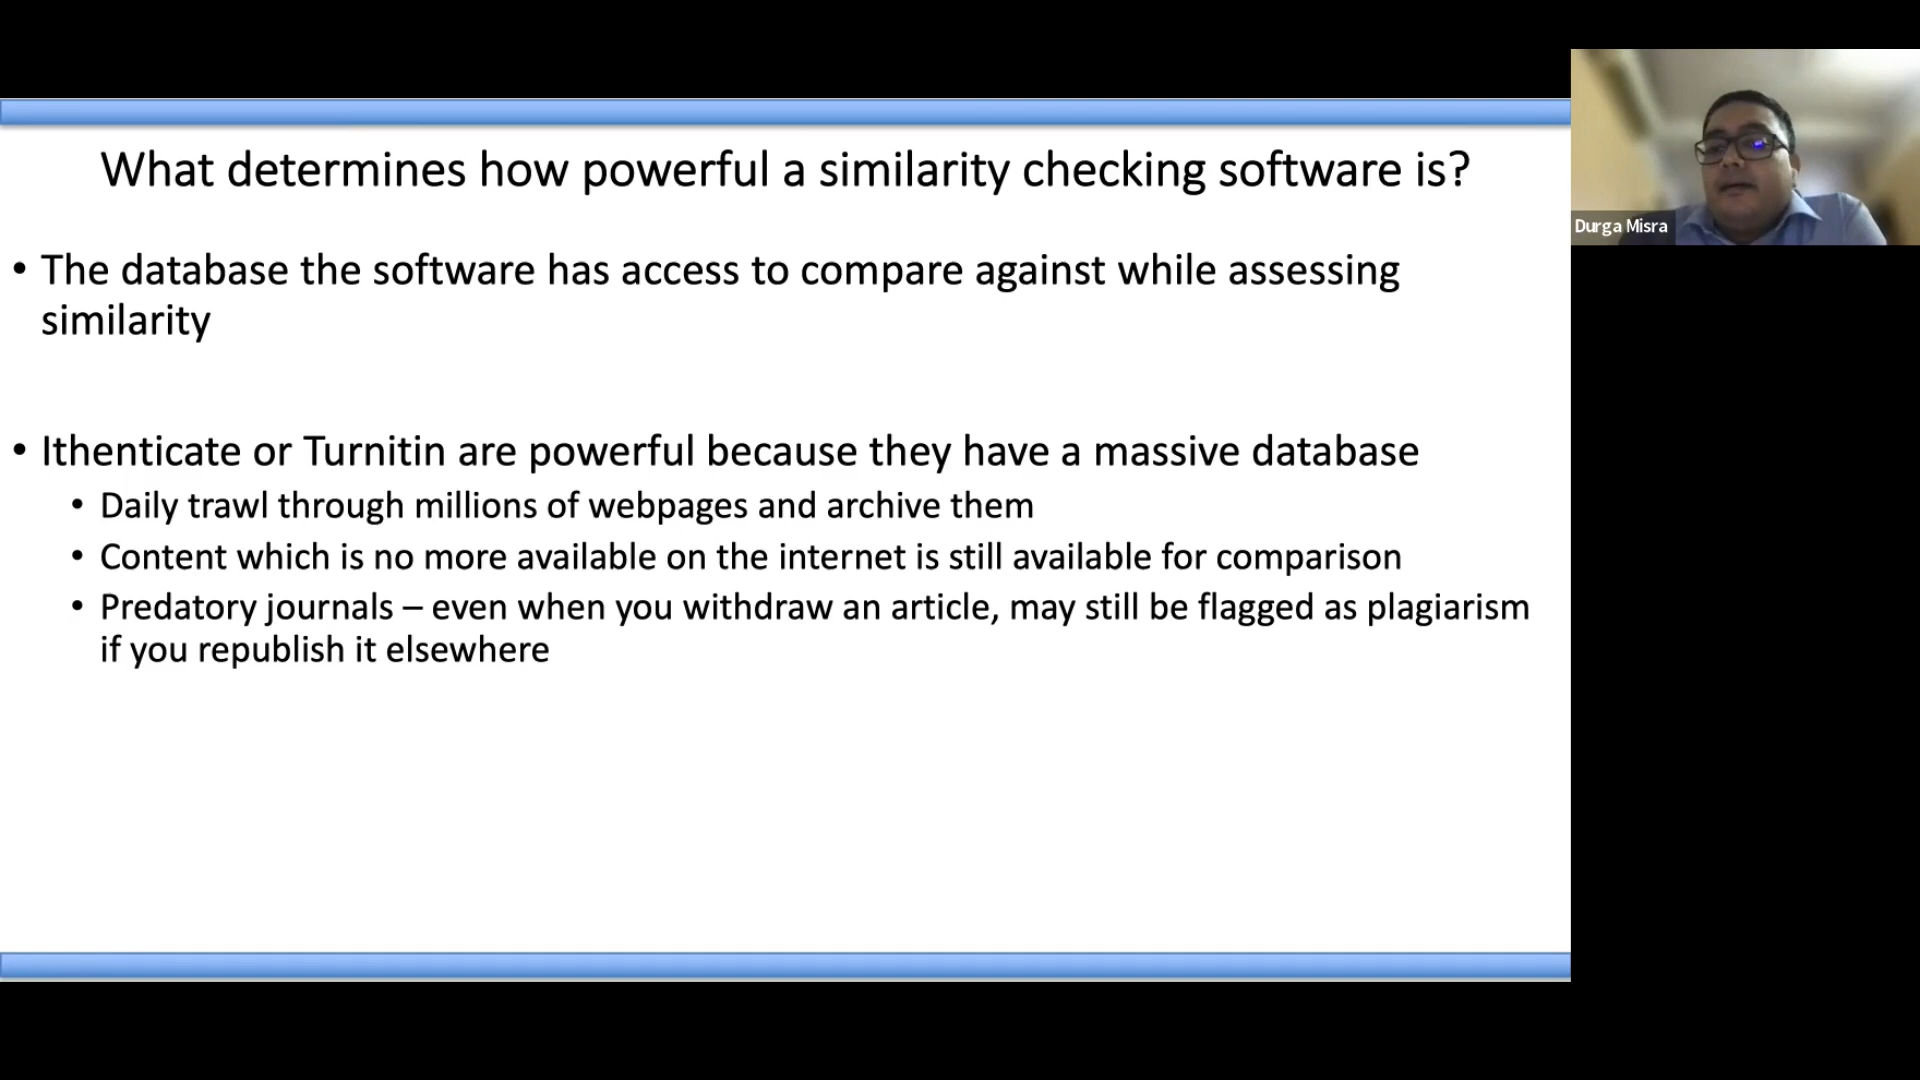 What determines how powerful a similarity checking software is?
• The database the software has access to compare against while assessing
similarity
• Ithenticate or Turnitin are powerful because they have a massive database
• Daily trawl through millions of webpages and archive them
• Content which is no more available on the internet is still available for comparison
• Predatory journals – even when you withdraw an article, may still be flagged as plagiarism
if you republish it elsewhere
Durga Misra